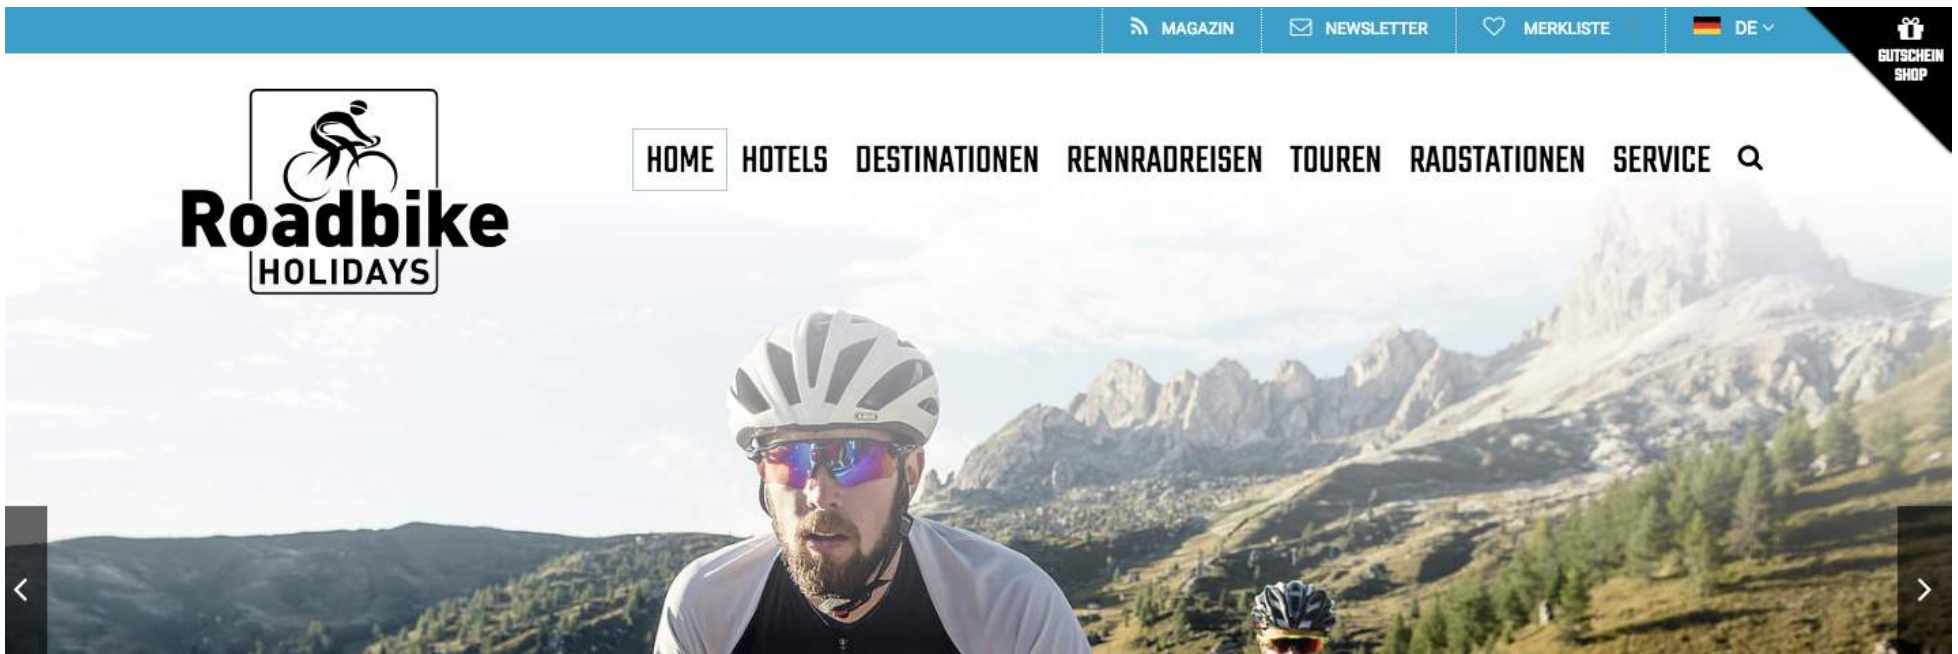 MAGAZIN
NEWSLETTER
MERKLISTE
DE
GUTSCHEIN
SHOP
Roadbike
HOLIDAYS
HOME HOTELS DESTINATIONEN RENNRADREISEN TOUREN RADSTATIONEN SERVICE